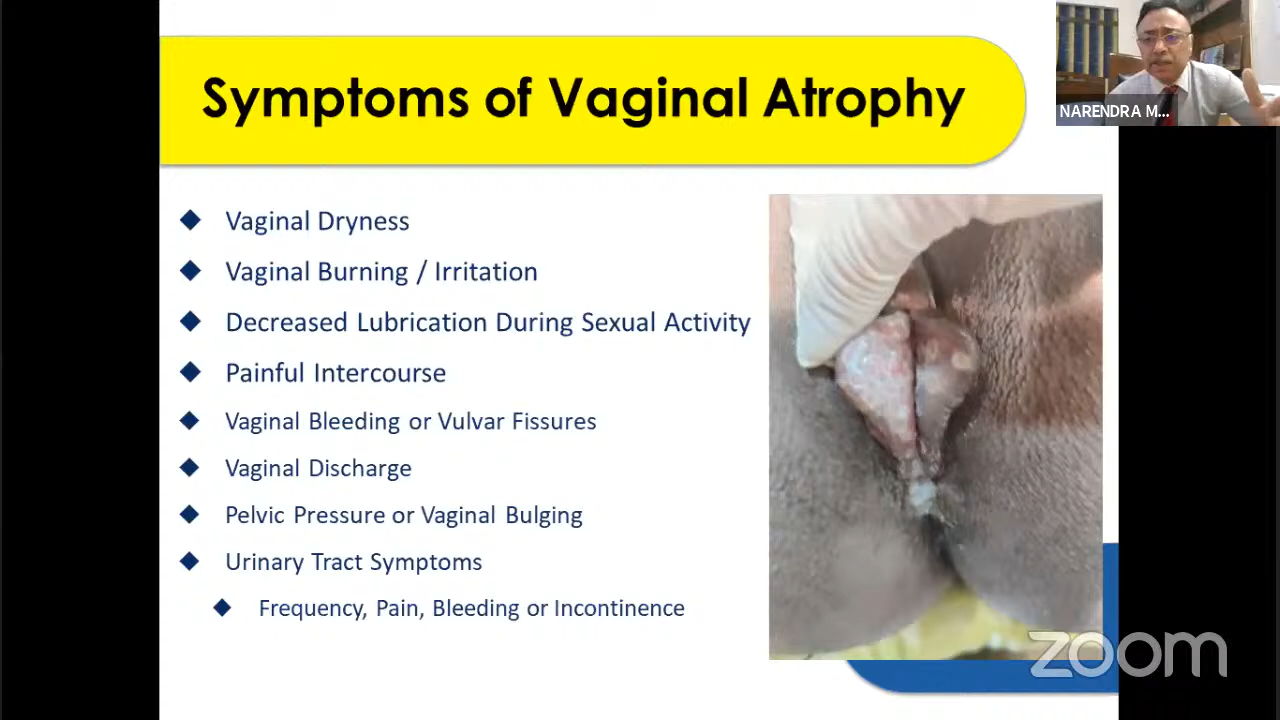 Symptoms of Vaginal Atrophy
NARENDRA M...
Vaginal Dryness
Vaginal Burning / Irritation
Decreased Lubrication During Sexual Activity
Painful Intercourse
Vaginal Bleeding or Vulvar Fissures
Vaginal Discharge
Pelvic Pressure or Vaginal Bulging
Urinary Tract Symptoms
Frequency, Pain, Bleeding or Incontinence
zoom